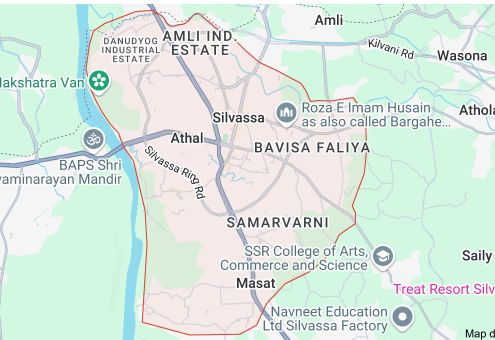 Amli
AMLI IND.
ESTATE
DANUDYOG
INDUSTRIAL
ESTATE
Kilvani Rd
Wasona
akshatra Van
Silvassa
Roza E Imam Husain
as also called Bargahe...
Athola
Athal
BAVISA FALIYA
BAPS Shri
waminarayan Mandir
Silvassa Ring Rd
SAMARVARNI
SSR College of Arts,
Commerce and Science
Saily
Masat
Treat Resort Silv
Navneet Education
Ltd Silvassa Factory
Map d